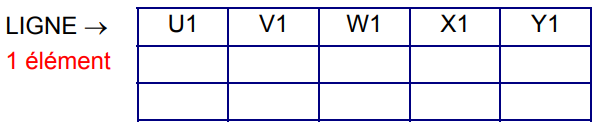 LIGNE → U1 V1 W1 X1 Y1
1 élément